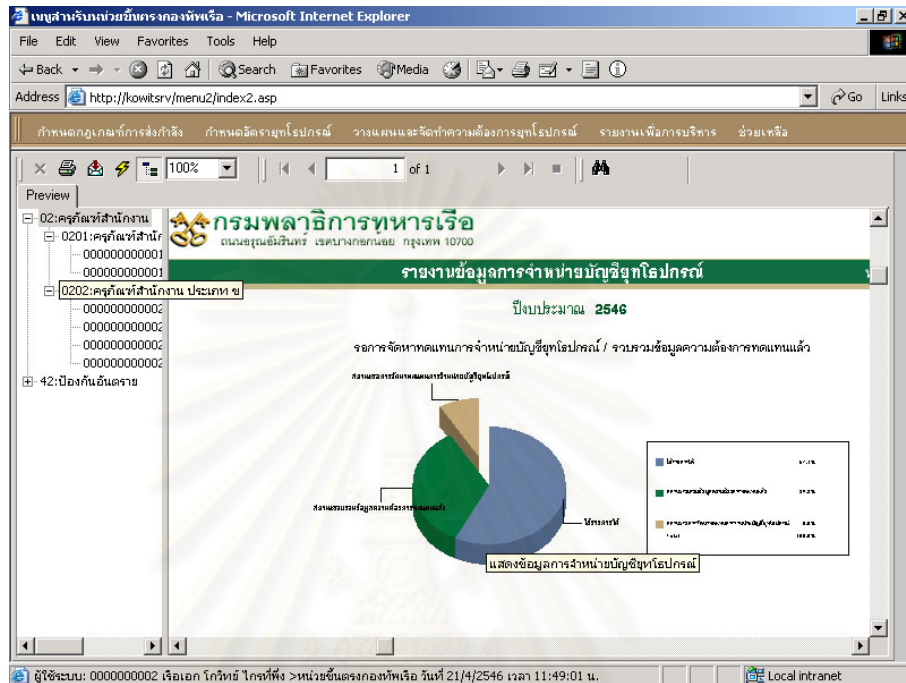 เมนูสำหรับหน่วยขึ้นตรงกองทัพเรือ - Microsoft Internet Explorer
File Edit View Favorites Tools Help
Back Search Favorites Media
Address http://kowitsrv/menu2/index2.asp Go Links
กำหนดกฎเกณฑ์การส่งกำลัง กำหนดอัตรายุทโธปกรณ์ วางแผนและจัดทำความต้องการยุทโธปกรณ์ รายงานเพื่อการบริหาร ช่วยเหลือ
100% 1 of 1
Preview
02:ครุภัณฑ์สำนักงาน
0201:ครุภัณฑ์สำนัก
000000000001
000000000001
0202:ครุภัณฑ์สำนักงาน ประเภท ข
000000000002
000000000002
000000000002
000000000002
42:ป้องกันอันตราย
กรมพลาธิการทหารเรือ
ถนนอรุณอัมรินทร์ เขตบางกอกน้อย กรุงเทพ 10700
รายงานข้อมูลการจำหน่ายบัญชียุทโธปกรณ์
ปีงบประมาณ 2546
รอการจัดหาทดแทนการจำหน่ายบัญชียุทโธปกรณ์ / รวบรวมข้อมูลความต้องการทดแทนแล้ว
ใช้ราชการได้
แสดงข้อมูลการจำหน่ายบัญชียุทโธปกรณ์
ผู้ใช้ระบบ: 0000000002 เรือเอก โกวิทย์ ไกรที่พึ่ง >หน่วยขึ้นตรงกองทัพเรือ วันที่ 21/4/2546 เวลา 11:49:01 น. Local intranet